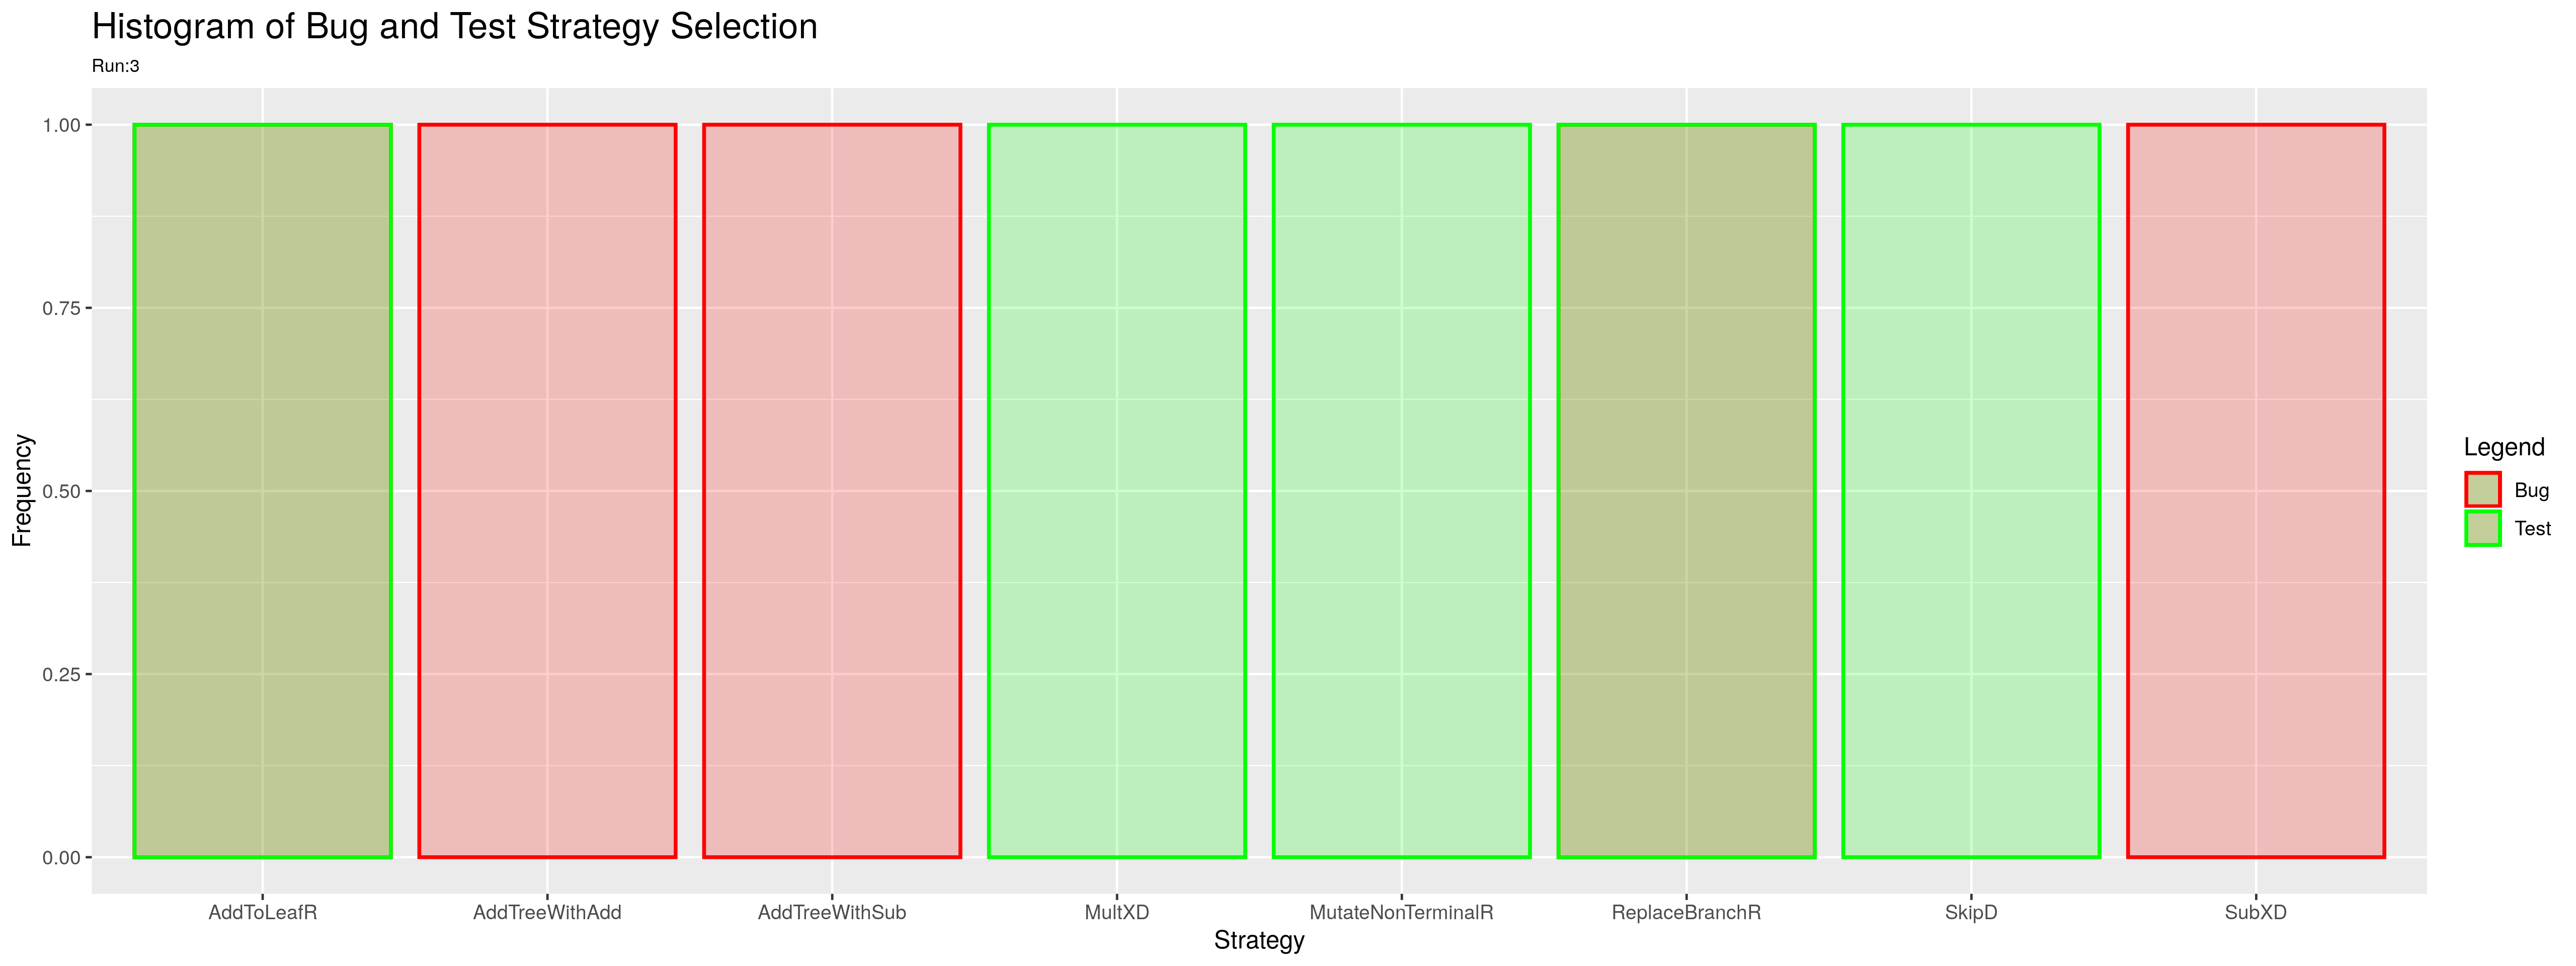 Histogram of Bug and Test Strategy Selection
Run:3
1.00
0.75
0.50
0.25
0.00
Frequency
AddToLeafR AddTreeWithAdd AddTreeWithSub MultXD MutateNonTerminalR ReplaceBranchR SkipD SubXD
Strategy
Legend
Bug
Test